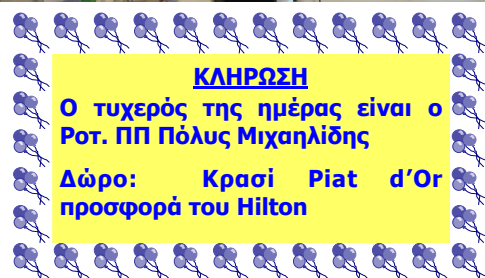 ΚΛΗΡΩΣΗ
Ο τυχερός της ημέρας είναι ο
Ροτ. ΠΠ Πόλυς Μιχαηλίδης
Δώρο: Κρασί Piat d’Or
προσφορά του Hilton